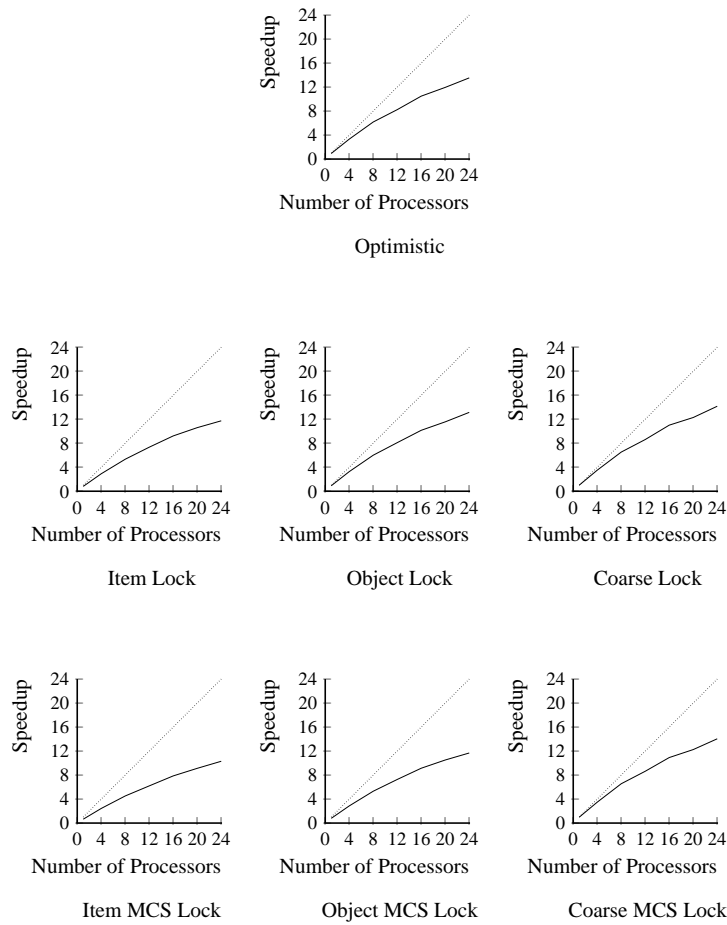 Speedup
24
20
16
12
8
4
0
0 4 8 12 16 20 24
Number of Processors
Optimistic
Speedup
24
20
16
12
8
4
0
0 4 8 12 16 20 24
Number of Processors
Item Lock
Speedup
24
20
16
12
8
4
0
0 4 8 12 16 20 24
Number of Processors
Object Lock
Speedup
24
20
16
12
8
4
0
0 4 8 12 16 20 24
Number of Processors
Coarse Lock
Speedup
24
20
16
12
8
4
0
0 4 8 12 16 20 24
Number of Processors
Item MCS Lock
Speedup
24
20
16
12
8
4
0
0 4 8 12 16 20 24
Number of Processors
Object MCS Lock
Speedup
24
20
16
12
8
4
0
0 4 8 12 16 20 24
Number of Processors
Coarse MCS Lock